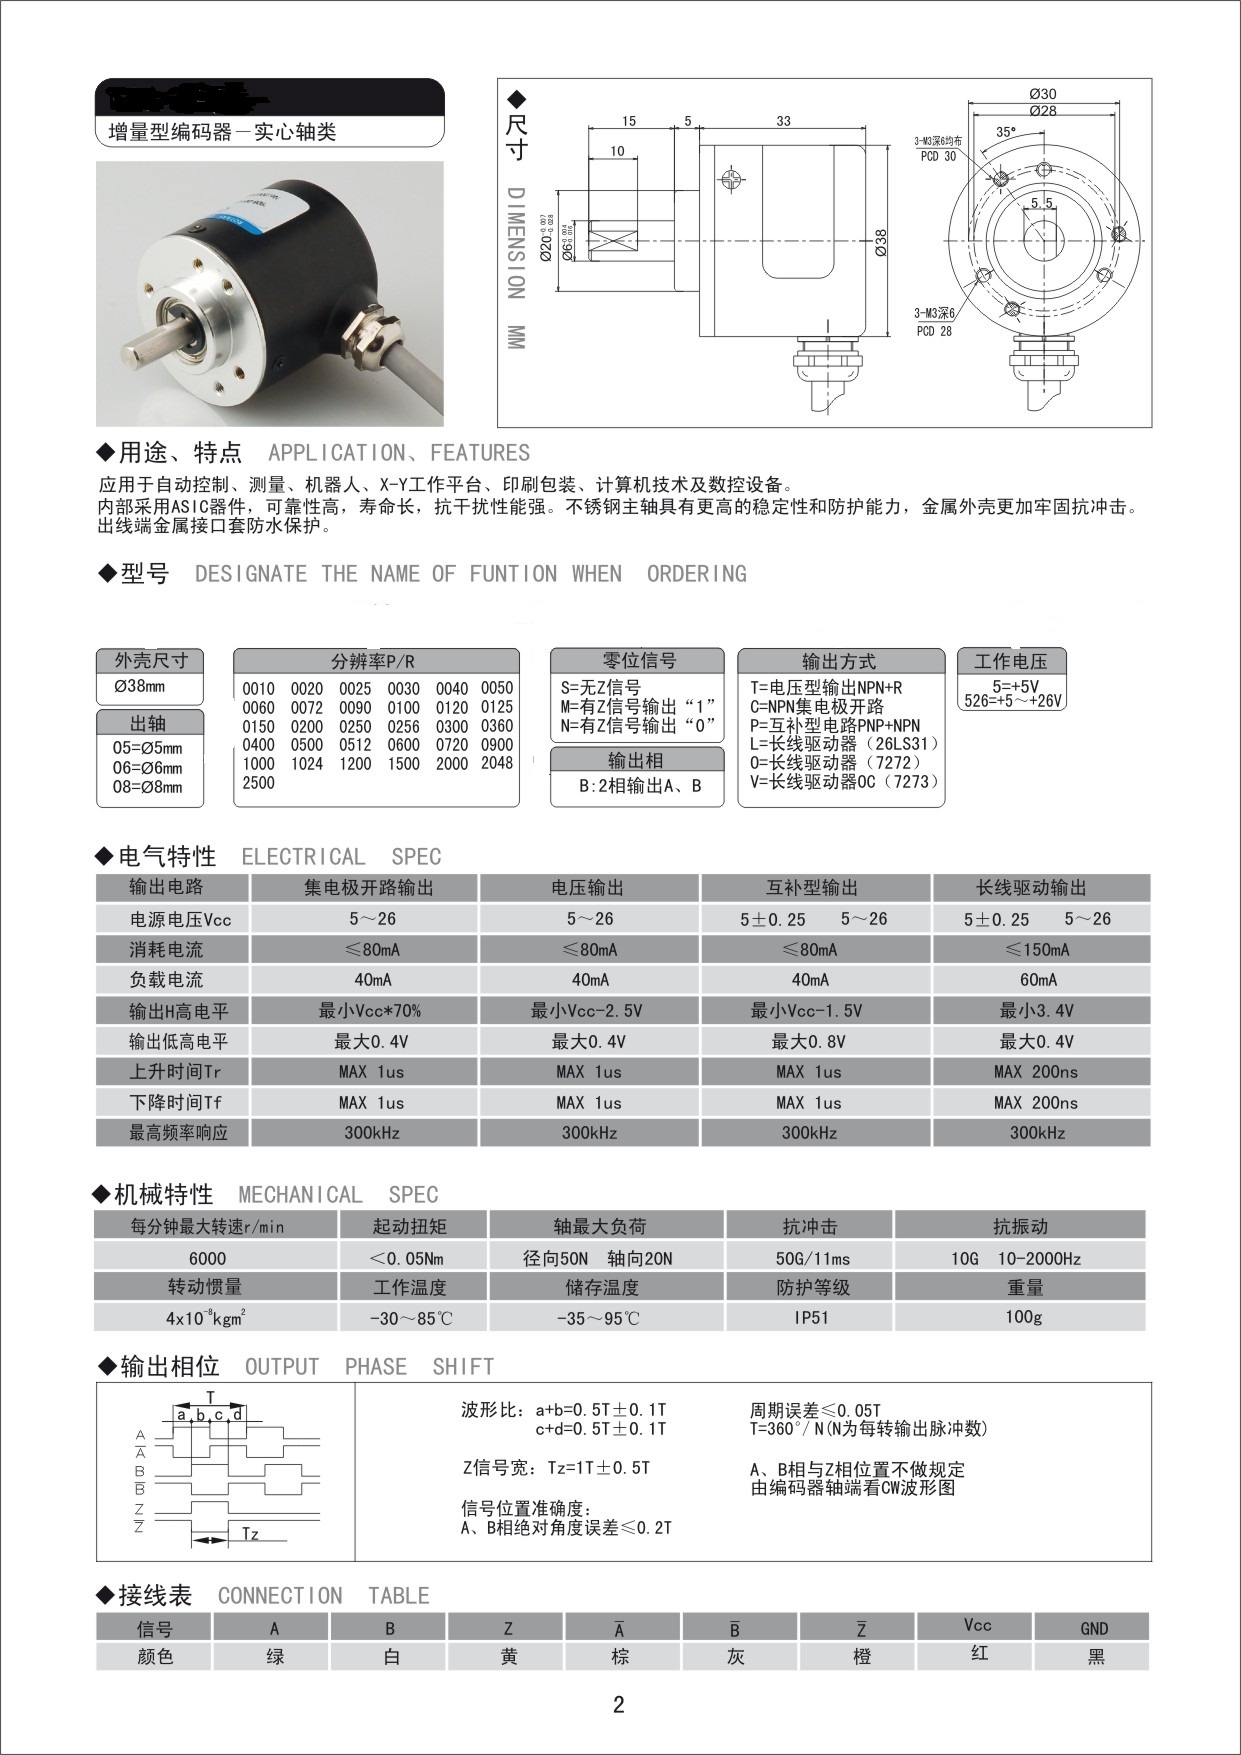 增量型编码器－实心轴类
◆尺寸 DIMENSION MM
15 5 33
10
Ø20 -0.007 -0.028
Ø6 -0.004 -0.016
Ø38
Ø30
Ø28
35°
3-M3深6均布
PCD 30
5.5
3-M3深6
PCD 28
◆用途、特点 APPLICATION、FEATURES
应用于自动控制、测量、机器人、X-Y工作平台、印刷包装、计算机技术及数控设备。
内部采用ASIC器件，可靠性高，寿命长，抗干扰性能强。不锈钢主轴具有更高的稳定性和防护能力，金属外壳更加牢固抗冲击。
出线端金属接口套防水保护。
◆型号 DESIGNATE THE NAME OF FUNTION WHEN ORDERING
外壳尺寸
Ø38mm
出轴
05=Ø5mm
06=Ø6mm
08=Ø8mm
分辨率P/R
0010 0020 0025 0030 0040 0050
0060 0072 0090 0100 0120 0125
0150 0200 0250 0256 0300 0360
0400 0500 0512 0600 0720 0900
1000 1024 1200 1500 2000 2048
2500
零位信号
S=无Z信号
M=有Z信号输出“1”
N=有Z信号输出“0”
输出相
B:2相输出A、B
输出方式
T=电压型输出NPN+R
C=NPN集电极开路
P=互补型电路PNP+NPN
L=长线驱动器（26LS31）
O=长线驱动器（7272）
V=长线驱动器OC（7273）
工作电压
5=+5V
526=+5～+26V
◆电气特性 ELECTRICAL SPEC
输出电路 集电极开路输出 电压输出 互补型输出 长线驱动输出
电源电压Vcc 5～26 5～26 5±0.25 5～26 5±0.25 5～26
消耗电流 ≤80mA ≤80mA ≤80mA ≤150mA
负载电流 40mA 40mA 40mA 60mA
输出H高电平 最小Vcc*70% 最小Vcc-2.5V 最小Vcc-1.5V 最小3.4V
输出低高电平 最大0.4V 最大0.4V 最大0.8V 最大0.4V
上升时间Tr MAX 1us MAX 1us MAX 1us MAX 200ns
下降时间Tf MAX 1us MAX 1us MAX 1us MAX 200ns
最高频率响应 300kHz 300kHz 300kHz 300kHz
◆机械特性 MECHANICAL SPEC
每分钟最大转速r/min 起动扭矩 轴最大负荷 抗冲击 抗振动
6000 <0.05Nm 径向50N 轴向20N 50G/11ms 10G 10-2000Hz
转动惯量 工作温度 储存温度 防护等级 重量
4x10⁻⁸kgm² -30～85℃ -35～95℃ IP51 100g
◆输出相位 OUTPUT PHASE SHIFT
T
a b c d
A
A̅
B
B̅
Z
Z̅
Tz
波形比：a+b=0.5T±0.1T
c+d=0.5T±0.1T
Z信号宽：Tz=1T±0.5T
信号位置准确度：
A、B相绝对角度误差≤0.2T
周期误差≤0.05T
T=360°/N(N为每转输出脉冲数)
A、B相与Z相位置不做规定
由编码器轴端看CW波形图
◆接线表 CONNECTION TABLE
信号 A B Z A̅ B̅ Z̅ Vcc GND
颜色 绿 白 黄 棕 灰 橙 红 黑
2